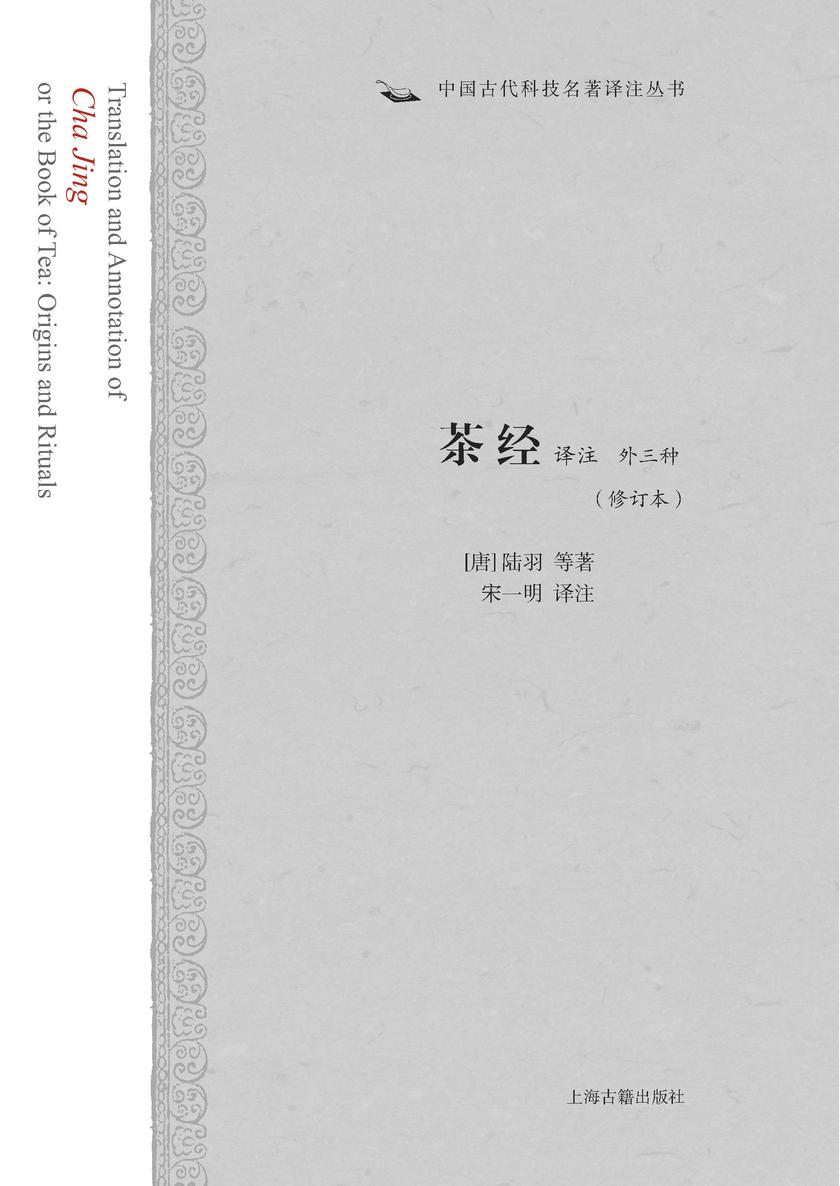 Translation and Annotation of
Cha Jing
or the Book of Tea: Origins and Rituals
中国古代科技名著译注丛书
茶经 译注 外三种
（修订本）
[唐] 陆羽 等著
宋一明 译注
上海古籍出版社